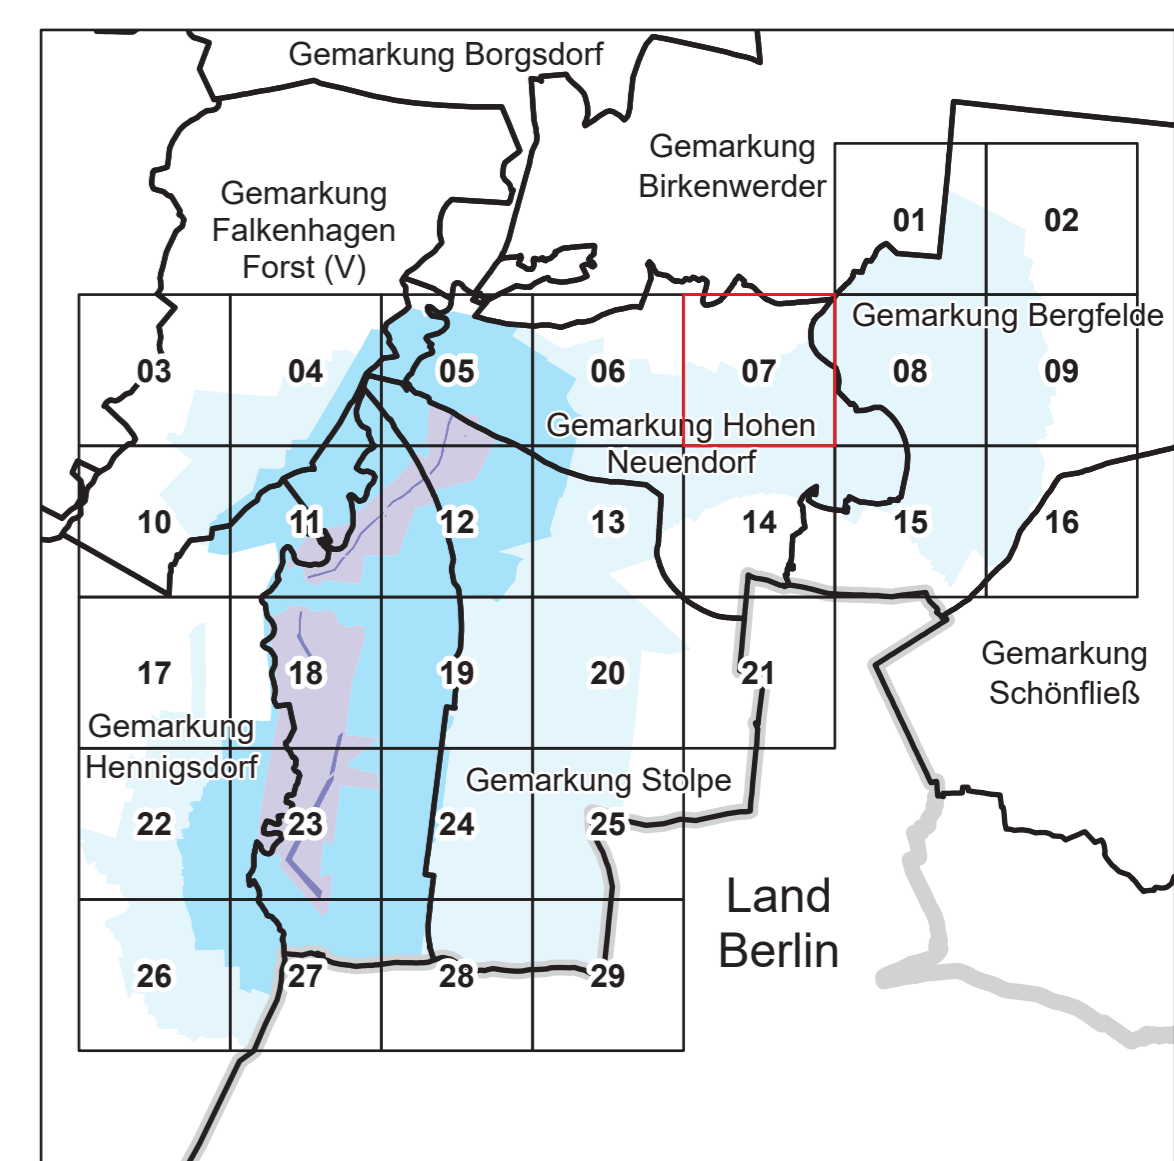 Gemarkung Borgsdorf
Gemarkung
Birkenwerder
Gemarkung
Falkenhagen
Forst (V)
01
02
Gemarkung Bergfelde
03
04
05
06
07
08
09
Gemarkung Hohen
Neuendorf
10
11
12
13
14
15
16
17
18
19
20
21
Gemarkung
Schönfließ
Gemarkung
Hennigsdorf
Gemarkung Stolpe
22
23
24
25
Land
Berlin
26
27
28
29